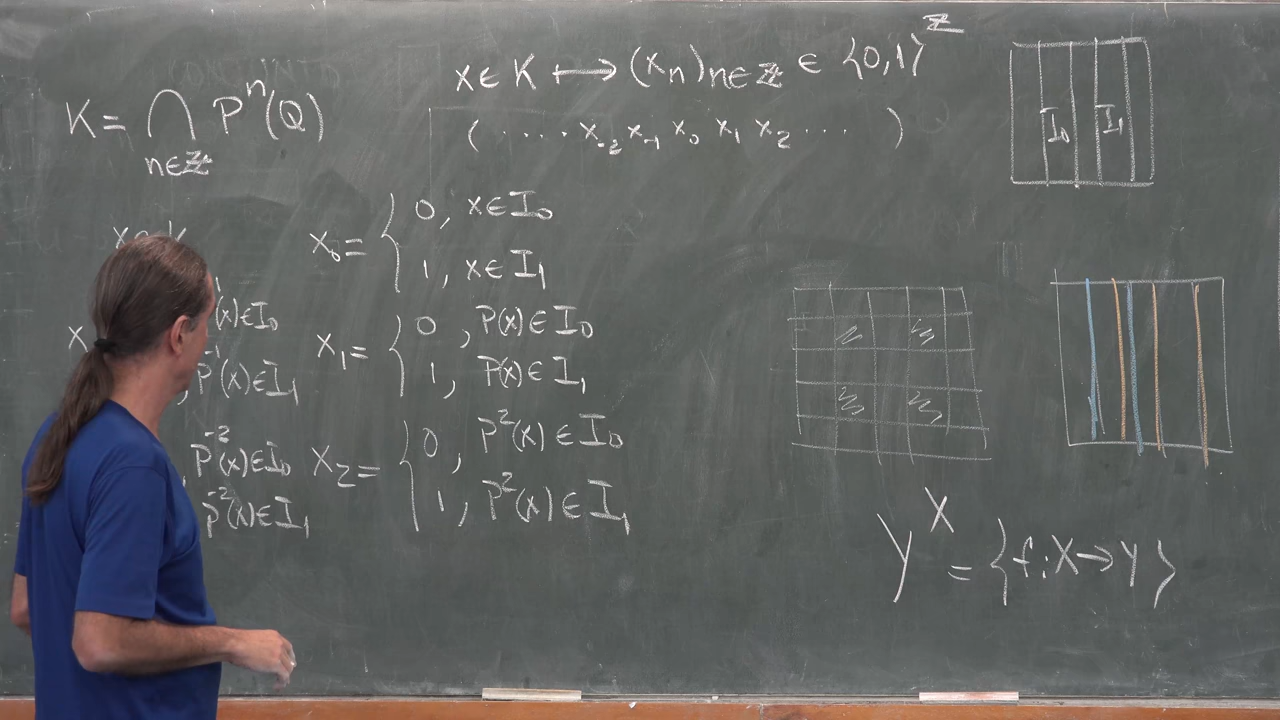 K = ⋂ Pⁿ(Q)
n∈ℤ
x∈K ⟼ (xₙ)ₙ∈ℤ ∈ {0,1}^ℤ
(····· x₋₂ x₋₁ x₀ x₁ x₂ ... )
I₀ I₁
x₀ = { 0, x∈I₀
1, x∈I₁
(x)∈I₀
x
, P⁻¹(x)∈I₁
x₁ = { 0, P(x)∈I₀
1, P(x)∈I₁
P⁻²(x)∈I₀
, P⁻²(x)∈I₁
x₂ = { 0, P²(x)∈I₀
1, P²(x)∈I₁
Y^X = {f:X→Y}